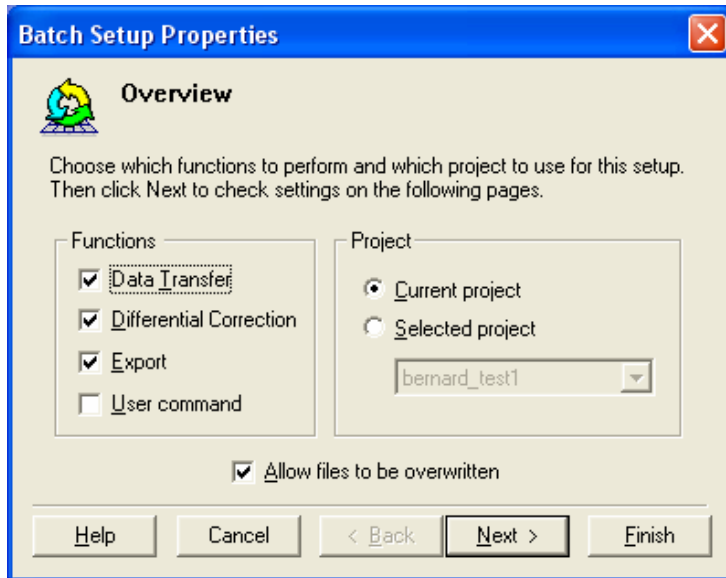 Batch Setup Properties
Overview
Choose which functions to perform and which project to use for this setup.
Then click Next to check settings on the following pages.
Functions
Data Transfer
Differential Correction
Export
User command
Project
Current project
Selected project
bernard_test1
Allow files to be overwritten
Help
Cancel
< Back
Next >
Finish